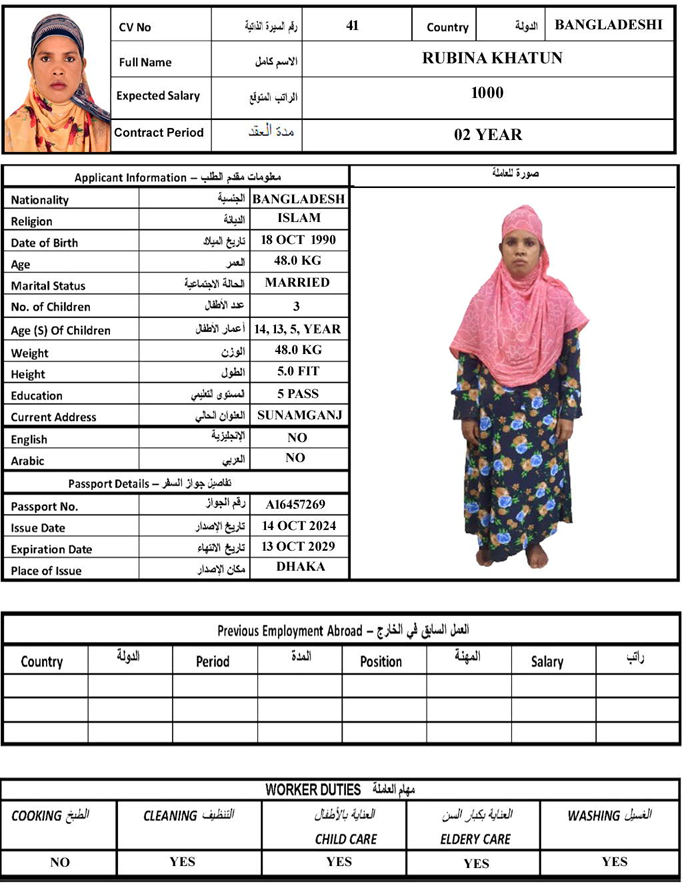 CV No رقم السيرة الذاتية 41 Country الدولة BANGLADESHI
Full Name الاسم كامل RUBINA KHATUN
Expected Salary الراتب المتوقع 1000
Contract Period مدة العقد 02 YEAR
Applicant Information – معلومات مقدم الطلب
صورة للعاملة
Nationality الجنسية BANGLADESH
Religion الديانة ISLAM
Date of Birth تاريخ الميلاد 18 OCT 1990
Age العمر 48.0 KG
Marital Status الحالة الاجتماعية MARRIED
No. of Children عدد الأطفال 3
Age (S) Of Children أعمار الأطفال 14, 13, 5, YEAR
Weight الوزن 48.0 KG
Height الطول 5.0 FIT
Education المستوى التعليمي 5 PASS
Current Address العنوان الحالي SUNAMGANJ
English الإنجليزية NO
Arabic العربي NO
Passport Details – تفاصيل جواز السفر
Passport No. رقم الجواز A16457269
Issue Date تاريخ الإصدار 14 OCT 2024
Expiration Date تاريخ الانتهاء 13 OCT 2029
Place of Issue مكان الإصدار DHAKA
Previous Employment Abroad – العمل السابق في الخارج
Country الدولة Period المدة Position المهنة Salary راتب
WORKER DUTIES مهام العاملة
COOKING الطبخ CLEANING التنظيف العناية بالأطفال العناية بكبار السن WASHING الغسيل
CHILD CARE ELDERY CARE
NO YES YES YES YES